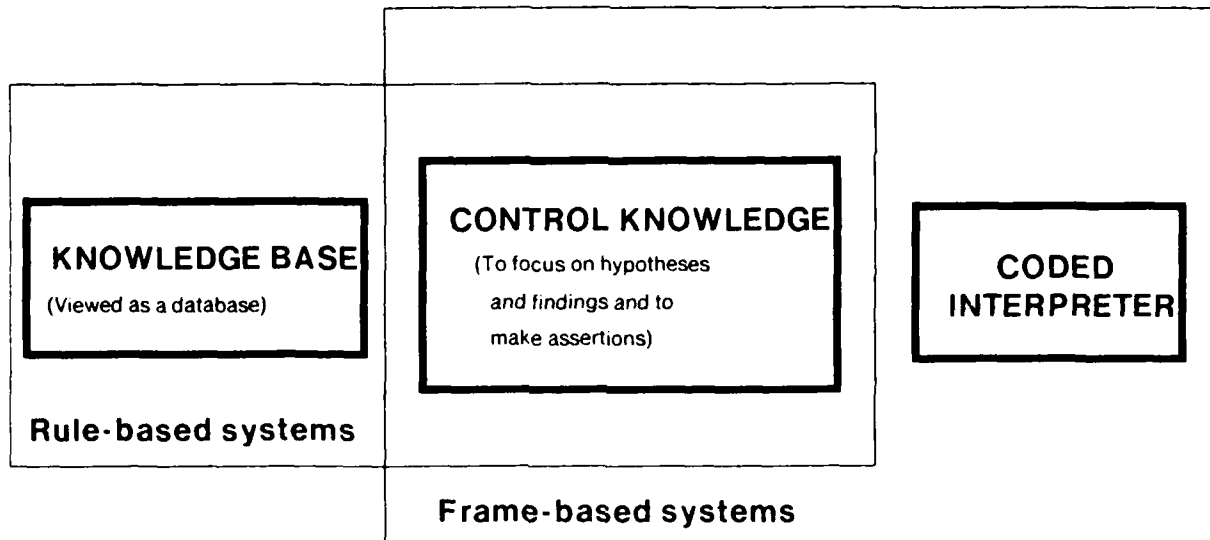 KNOWLEDGE BASE
(Viewed as a database)
Rule-based systems
CONTROL KNOWLEDGE
(To focus on hypotheses
and findings and to
make assertions)
CODED
INTERPRETER
Frame-based systems